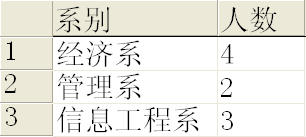 系别 人数
1 经济系 4
2 管理系 2
3 信息工程系 3